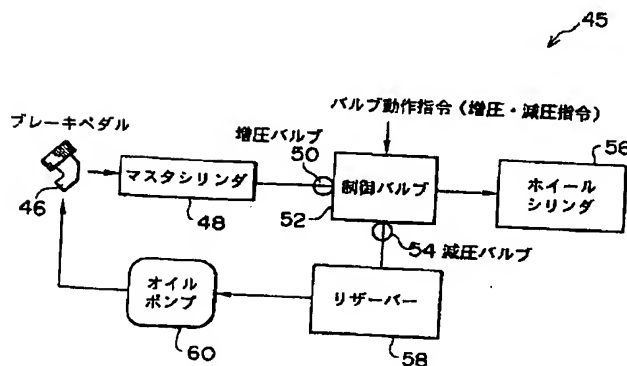 45
バルブ動作指令(増圧・減圧指令)
ブレーキペダル
増圧バルブ
50
56
マスタシリンダ
制御バルブ
ホイール
シリンダ
46
48
52
54 減圧バルブ
オイル
ポンプ
リザーバー
60
58